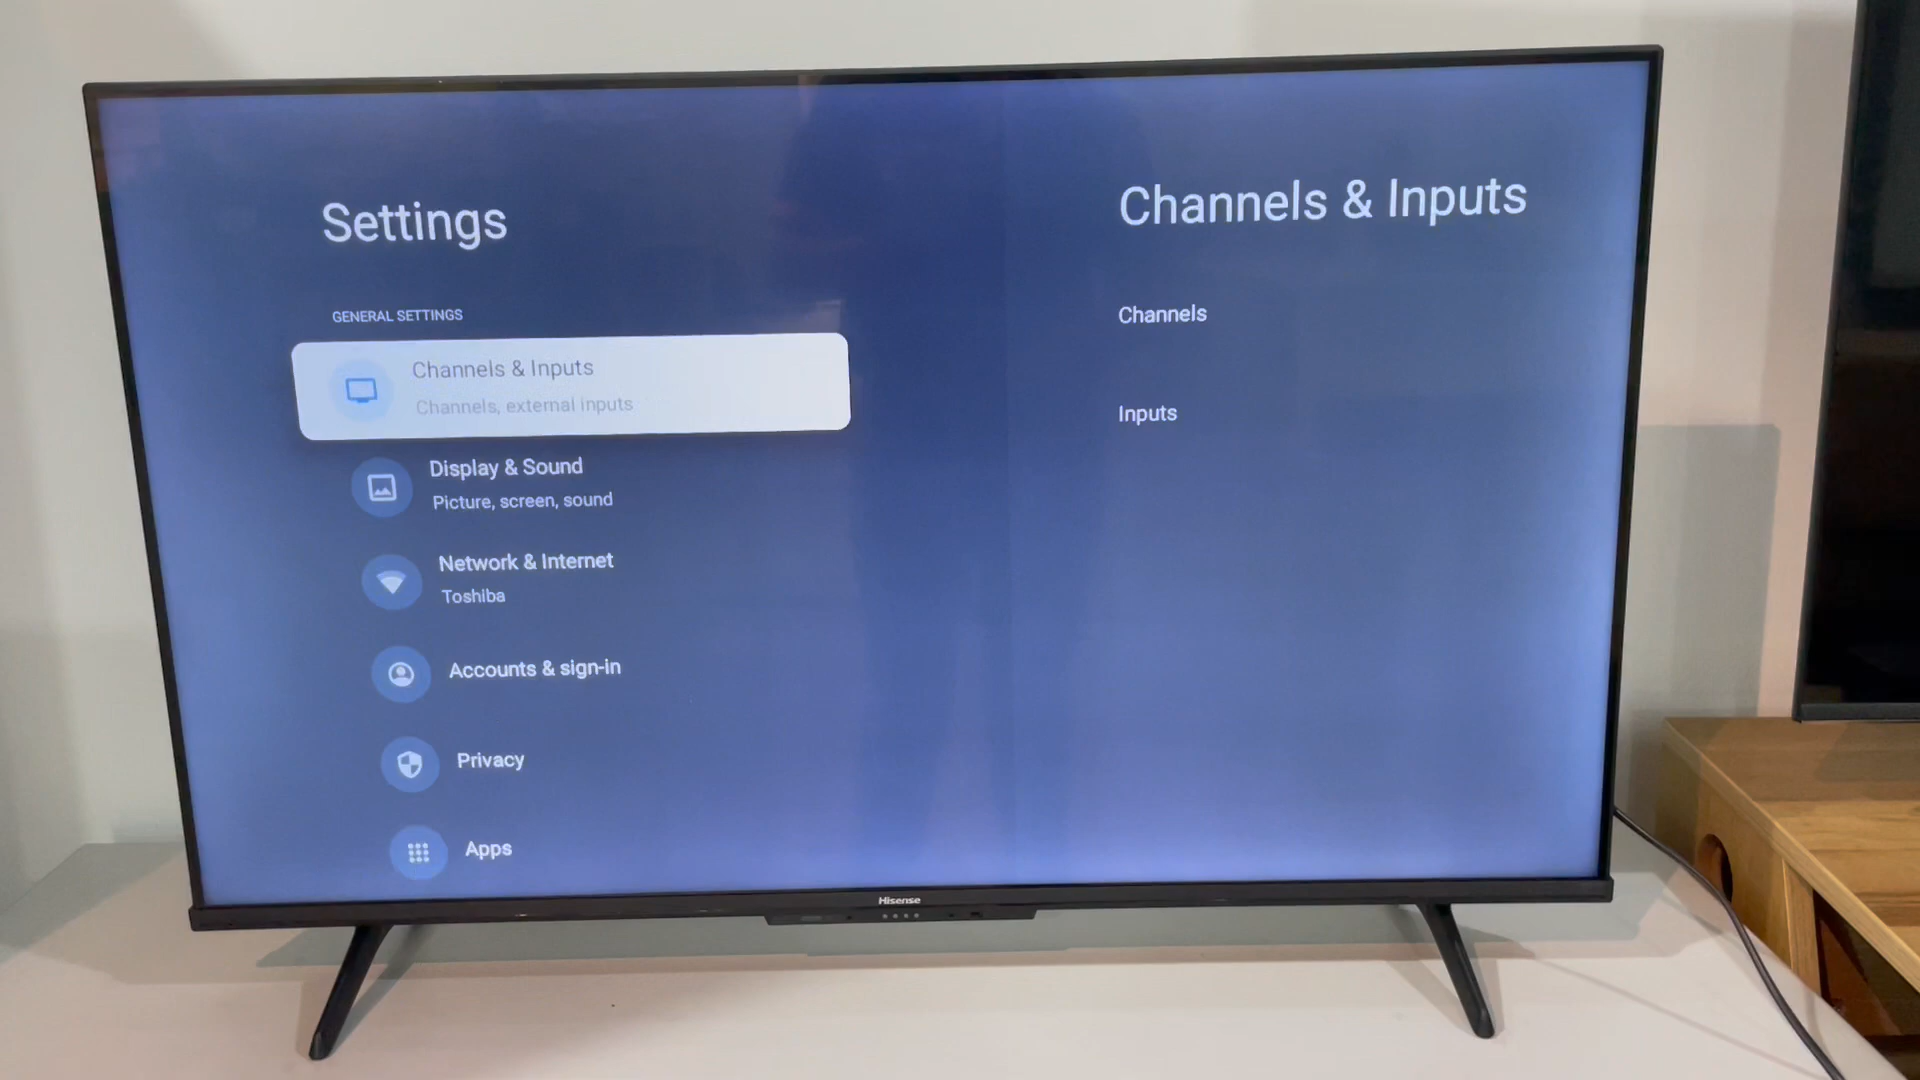 Settings
GENERAL SETTINGS
Channels & Inputs
Channels, external inputs
Display & Sound
Picture, screen, sound
Network & Internet
Toshiba
Accounts & sign-in
Privacy
Apps
Channels & Inputs
Channels
Inputs
Hisense